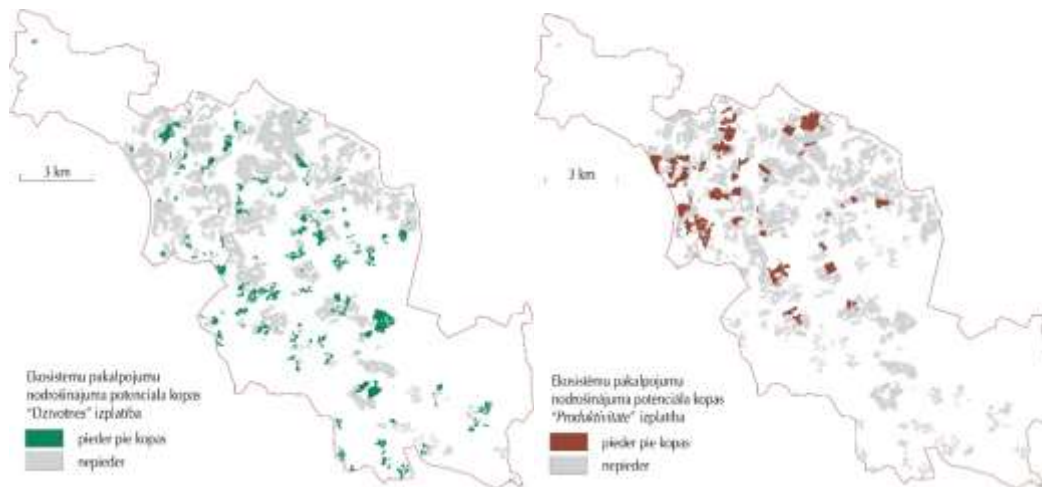 3 km
Ekosistēmu pakalpojumu
nodrošinājuma potenciāla kopas
"Dzīvotnes" izplatība
pieder pie kopas
nepieder
3 km
Ekosistēmu pakalpojumu
nodrošinājuma potenciāla kopas
"Produktivitāte" izplatība
pieder pie kopas
nepieder